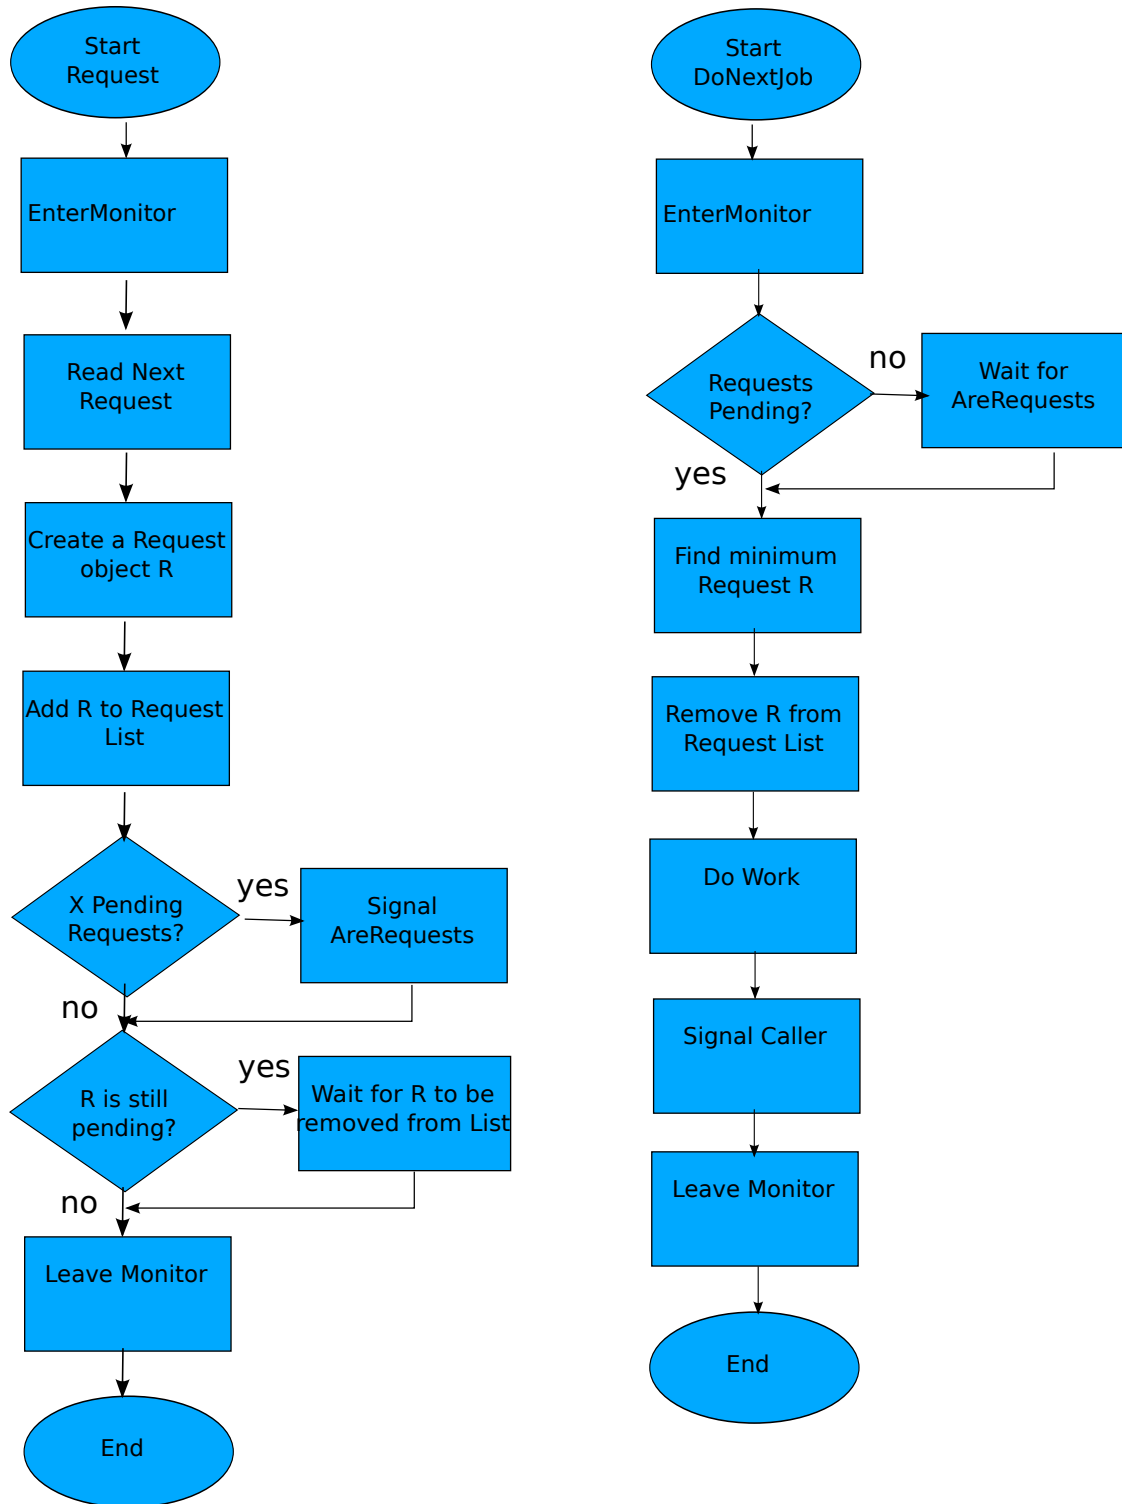 Start
Request
EnterMonitor
Read Next
Request
Create a Request
object R
Add R to Request
List
X Pending
Requests?
yes
Signal
AreRequests
no
R is still
pending?
yes
Wait for R to be
removed from List
no
Leave Monitor
End
Start
DoNextJob
EnterMonitor
Requests
Pending?
no
Wait for
AreRequests
yes
Find minimum
Request R
Remove R from
Request List
Do Work
Signal Caller
Leave Monitor
End